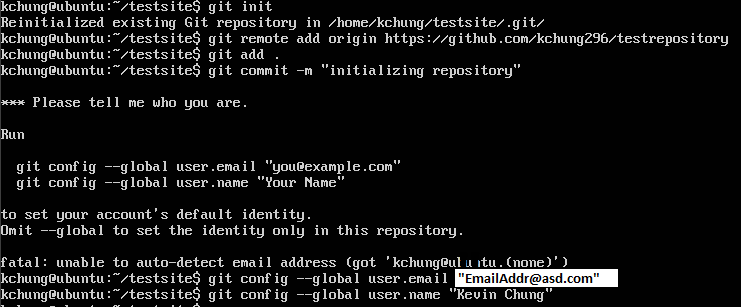 kchung@ubuntu:~/testsite$ git init
Reinitialized existing Git repository in /home/kchung/testsite/.git/
kchung@ubuntu:~/testsite$ git remote add origin https://github.com/kchung296/testrepository
kchung@ubuntu:~/testsite$ git add .
kchung@ubuntu:~/testsite$ git commit -m "initializing repository"
*** Please tell me who you are.
Run
git config --global user.email "you@example.com"
git config --global user.name "Your Name"
to set your account's default identity.
Omit --global to set the identity only in this repository.
fatal: unable to auto-detect email address (got 'kchung@ubuntu.(none)')
kchung@ubuntu:~/testsite$ git config --global user.email "EmailAddr@asd.com"
kchung@ubuntu:~/testsite$ git config --global user.name "Kevin Chung"